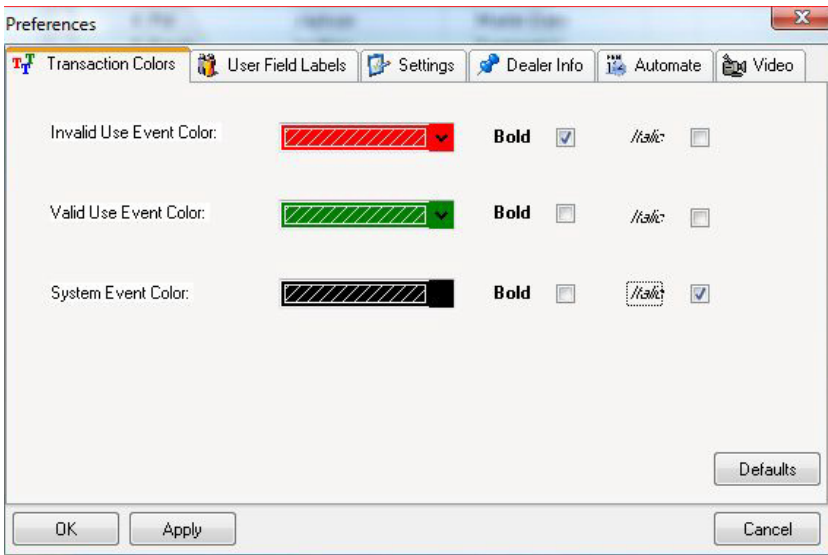 Preferences
Transaction Colors User Field Labels Settings Dealer Info Automate Video
Invalid Use Event Color: Bold Italic
Valid Use Event Color: Bold Italic
System Event Color: Bold Italic
Defaults
OK Apply Cancel